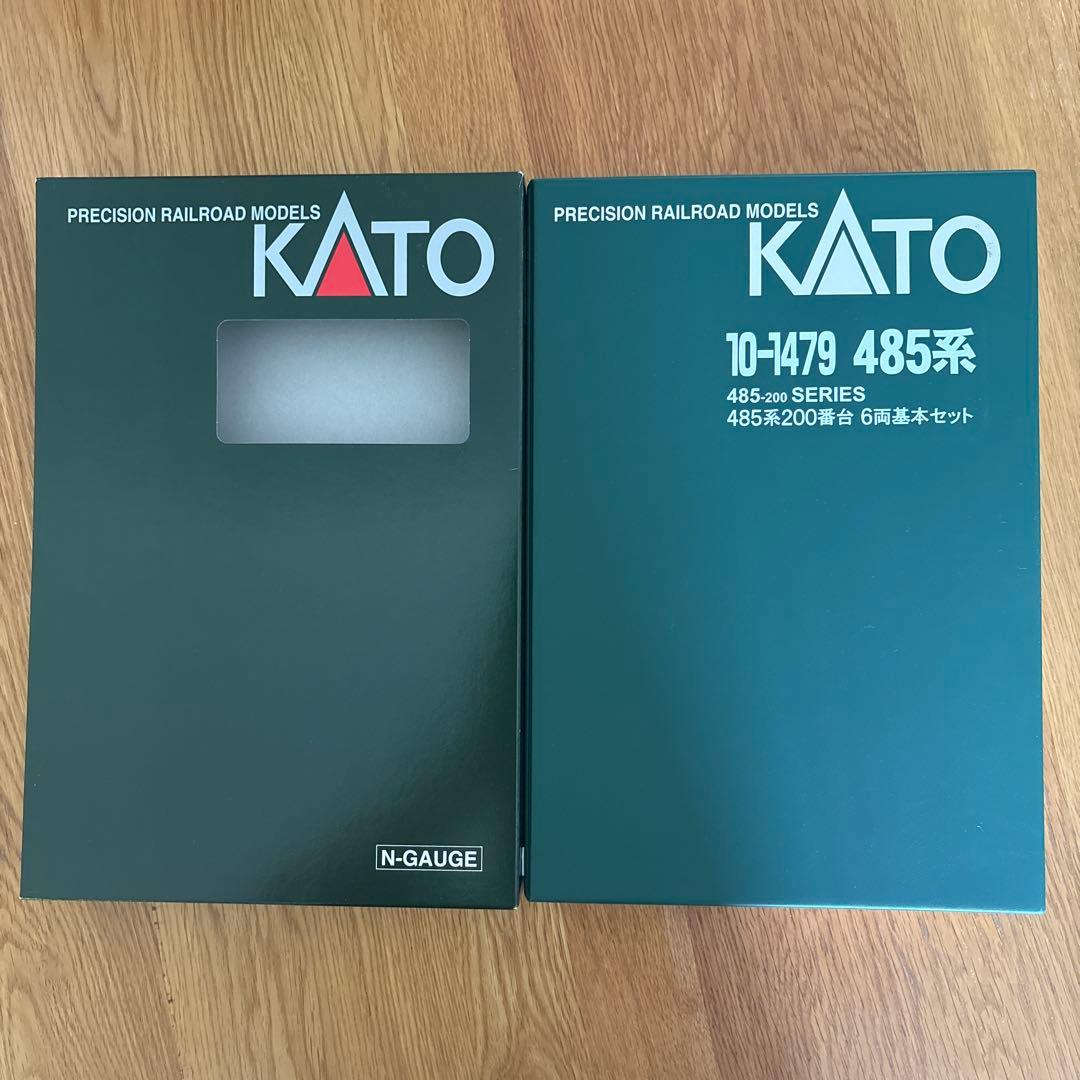 PRECISION RAILROAD MODELS
KATO
N-GAUGE
PRECISION RAILROAD MODELS
KATO
10-1479 485系
485-200 SERIES
485系200番台 6両基本セット